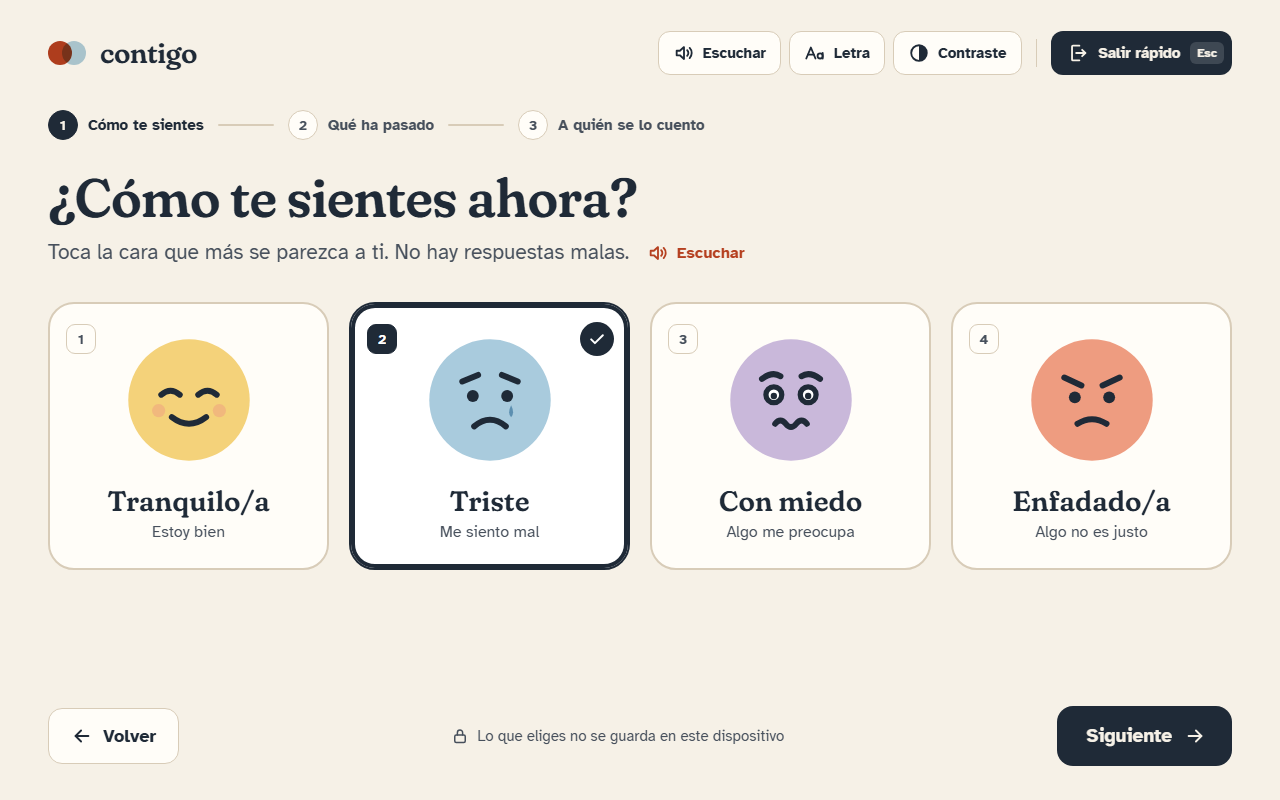 contigo
Escuchar
Letra
Contraste
Salir rápido Esc
1 Cómo te sientes
2 Qué ha pasado
3 A quién se lo cuento
¿Cómo te sientes ahora?
Toca la cara que más se parezca a ti. No hay respuestas malas.
Escuchar
1
Tranquilo/a
Estoy bien
2
Triste
Me siento mal
3
Con miedo
Algo me preocupa
4
Enfadado/a
Algo no es justo
Volver
Lo que eliges no se guarda en este dispositivo
Siguiente